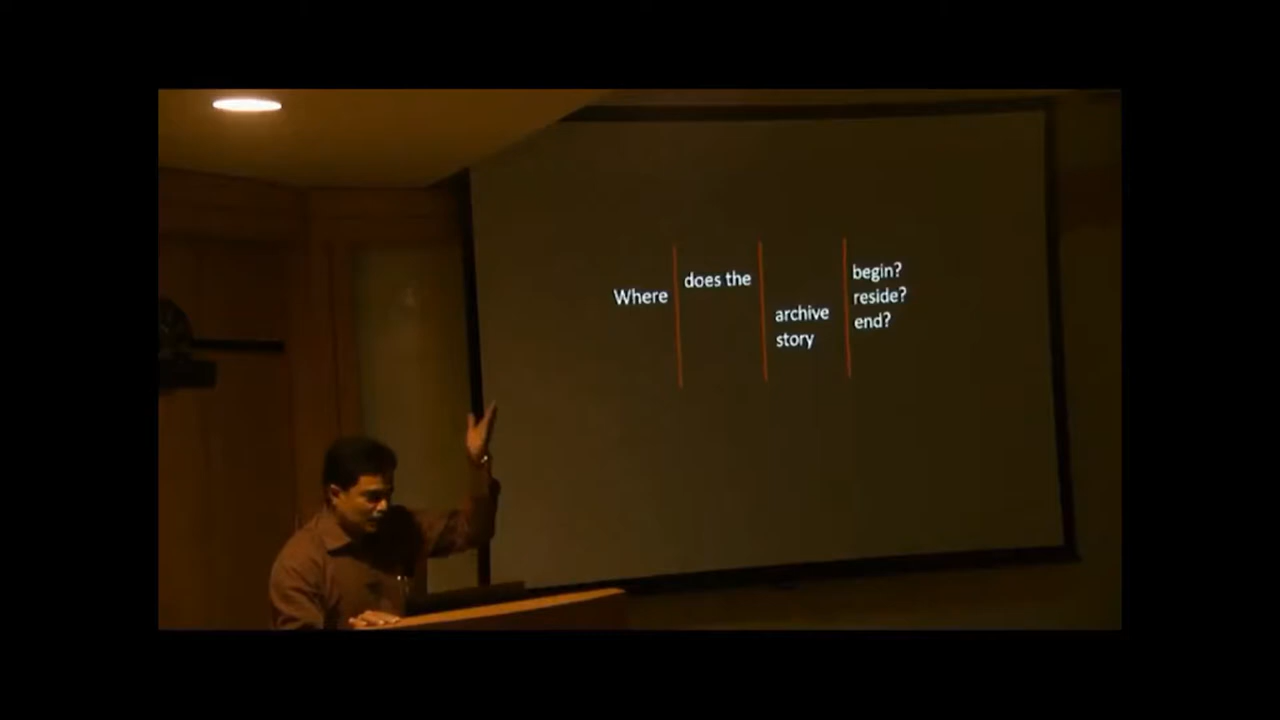 Where
does the
archive
story
begin?
reside?
end?